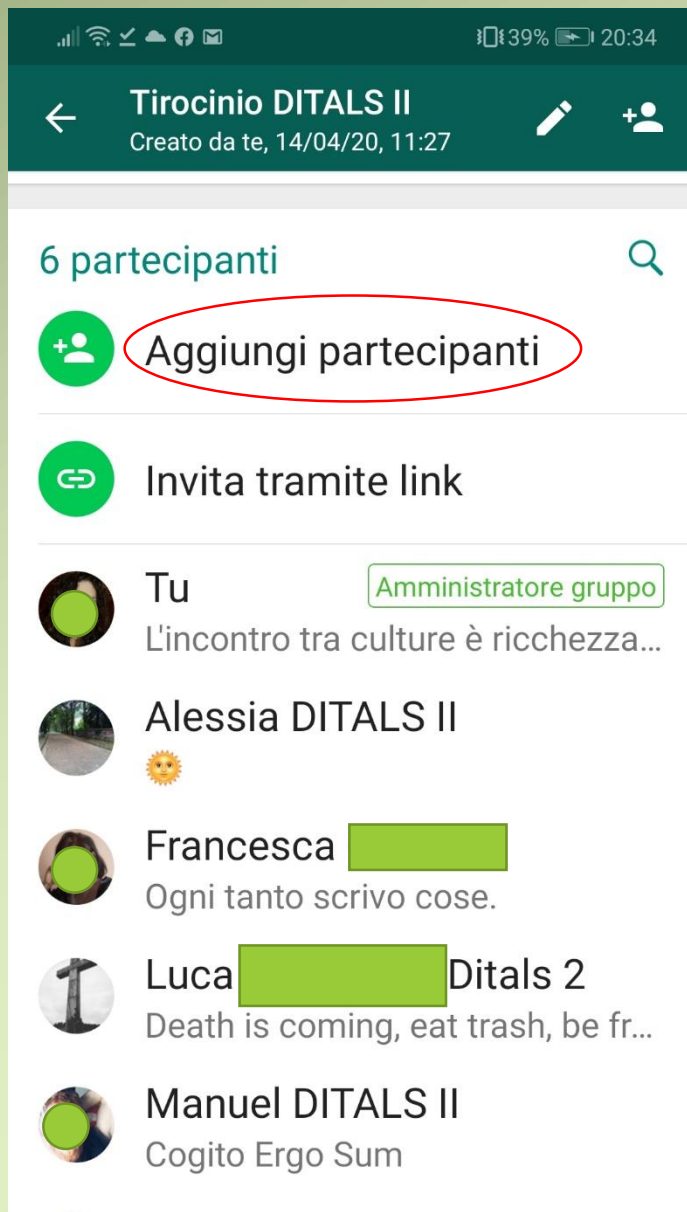 39% 20:34
Tirocinio DITALS II
Creato da te, 14/04/20, 11:27
6 partecipanti
Aggiungi partecipanti
Invita tramite link
Tu Amministratore gruppo
L'incontro tra culture è ricchezza...
Alessia DITALS II
🌞
Francesca
Ogni tanto scrivo cose.
Luca Ditals 2
Death is coming, eat trash, be fr...
Manuel DITALS II
Cogito Ergo Sum